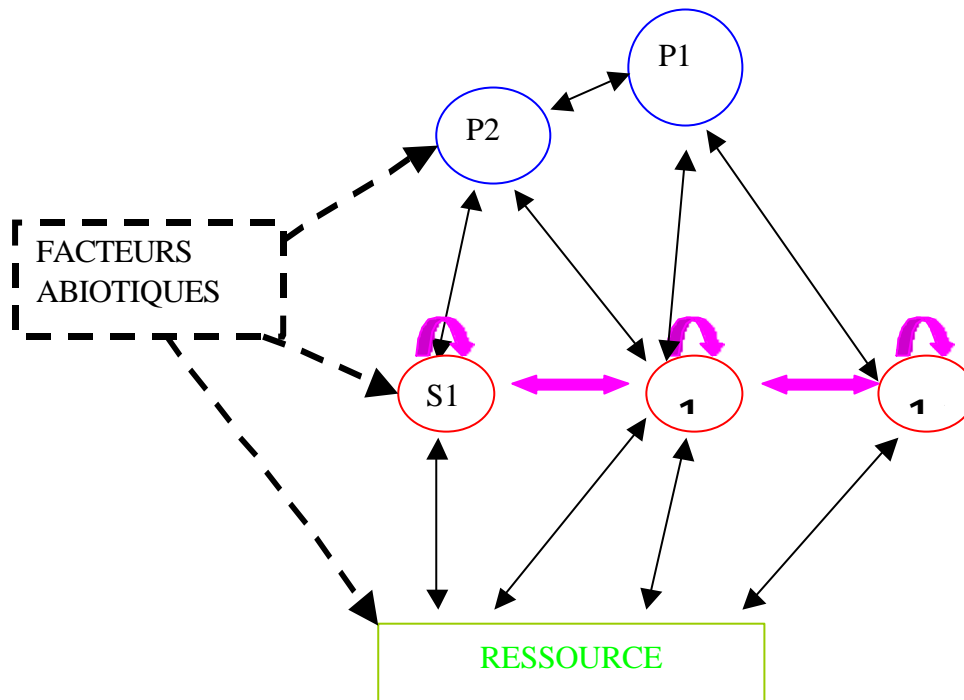 P1
P2
FACTEURS
ABIOTIQUES
S1
RESSOURCE